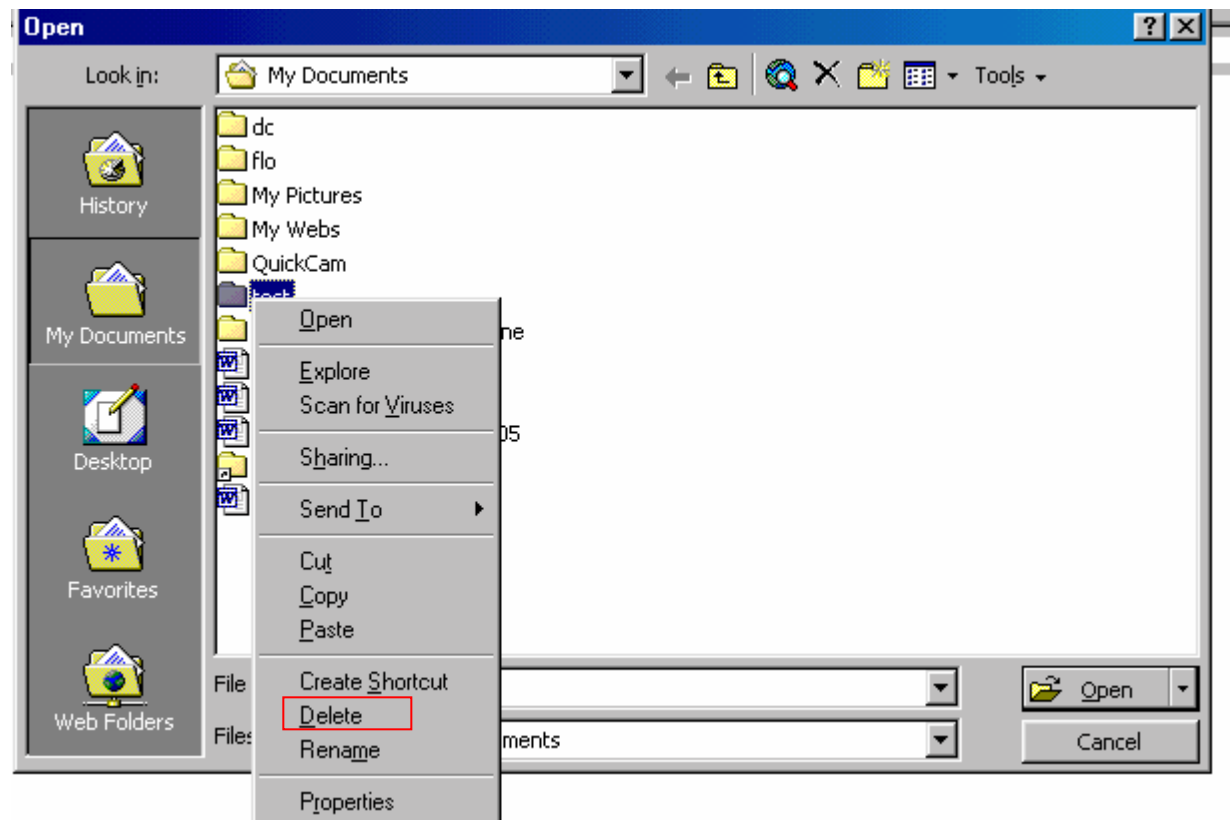 Open
Look in: My Documents Tools
History
My Documents
Desktop
Favorites
Web Folders
dc
flo
My Pictures
My Webs
QuickCam
ne
05
Open
Explore
Scan for Viruses
Sharing...
Send To
Cut
Copy
Paste
Create Shortcut
Delete
Rename
Properties
File
Open
Files
ments
Cancel